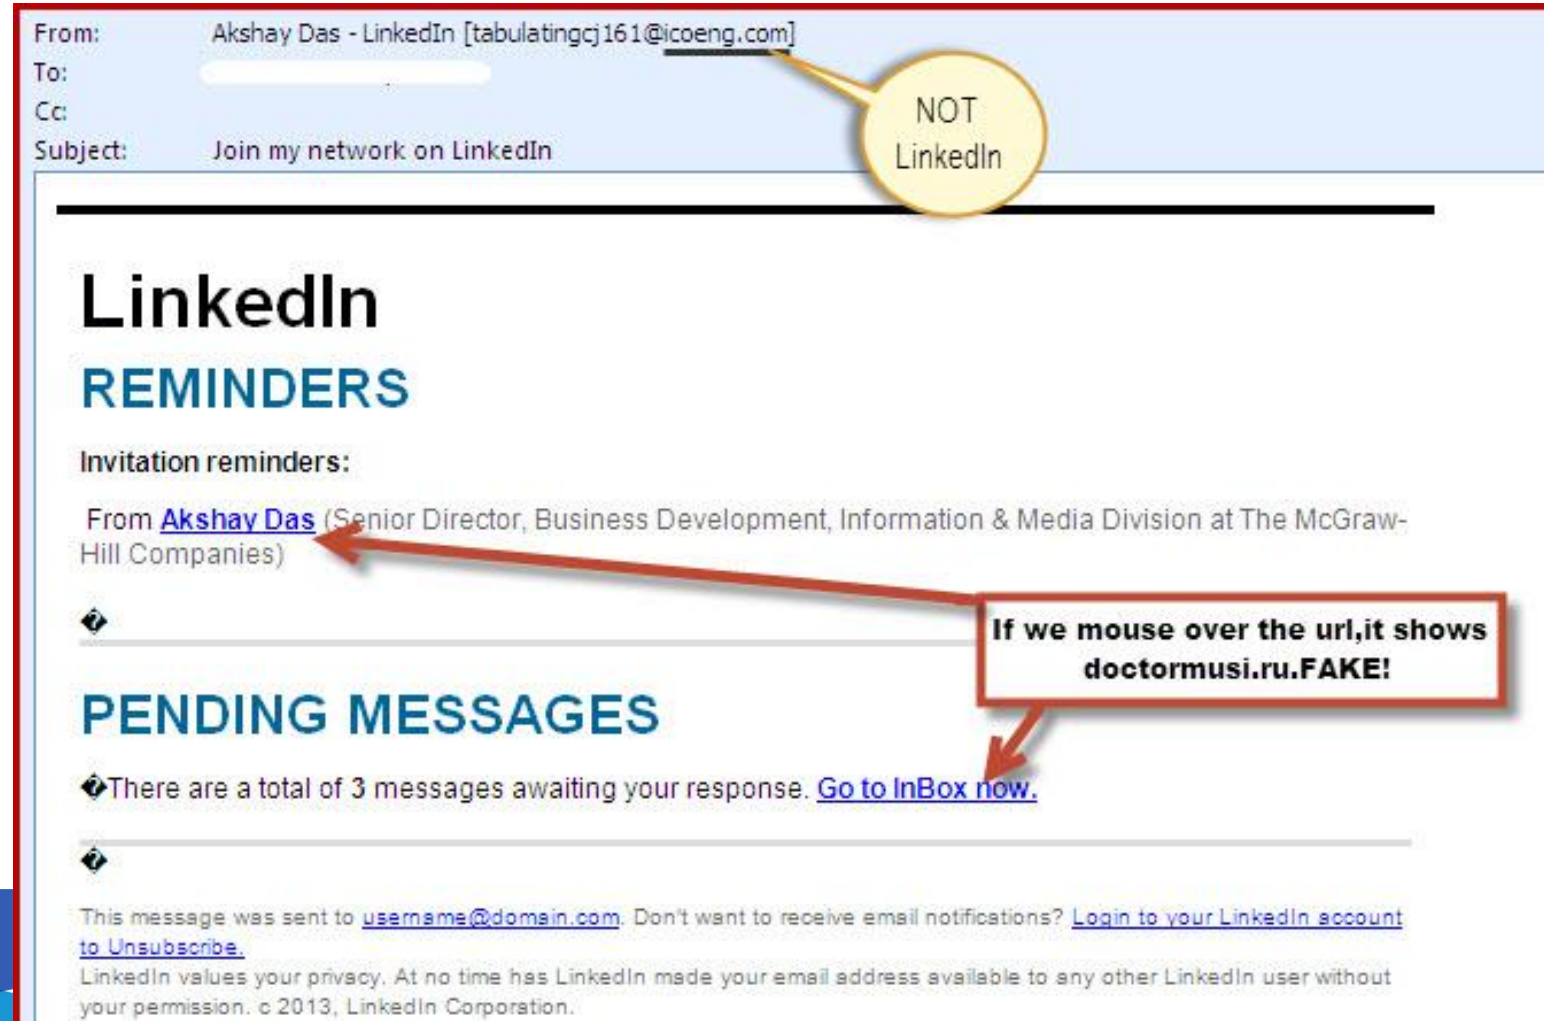 From: Akshay Das - LinkedIn [tabulatingcj161@icoeng.com]
To:
Cc:
Subject: Join my network on LinkedIn
NOT
LinkedIn
LinkedIn
REMINDERS
Invitation reminders:
From Akshay Das (Senior Director, Business Development, Information & Media Division at The McGraw-
Hill Companies)
�
If we mouse over the url,it shows
doctormusi.ru.FAKE!
PENDING MESSAGES
�There are a total of 3 messages awaiting your response. Go to InBox now.
�
This message was sent to username@domain.com. Don't want to receive email notifications? Login to your LinkedIn account
to Unsubscribe.
LinkedIn values your privacy. At no time has LinkedIn made your email address available to any other LinkedIn user without
your permission. c 2013, LinkedIn Corporation.